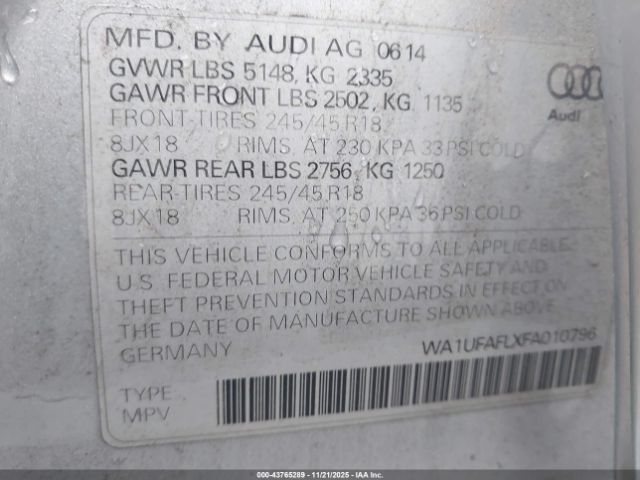 MFD. BY AUDI AG 0614
GVWR LBS 5148, KG 2335
GAWR FRONT LBS 2502, KG 1135
FRONT-TIRES 245/45 R18
8JX18 RIMS, AT 230 KPA 33 PSI COLD
GAWR REAR LBS 2756, KG 1250
REAR-TIRES 245/45 R18
8JX18 RIMS, AT 250 KPA 36 PSI COLD
Audi
THIS VEHICLE CONFORMS TO ALL APPLICABLE
U.S. FEDERAL MOTOR VEHICLE SAFETY AND
THEFT PREVENTION STANDARDS IN EFFECT ON
DATE OF MANUFACTURE SHOWN ABOVE.
GERMANY WA1UFAFLXFA010796
TYPE
MPV
000-43765289 - 11/21/2025 - IAAI.COM